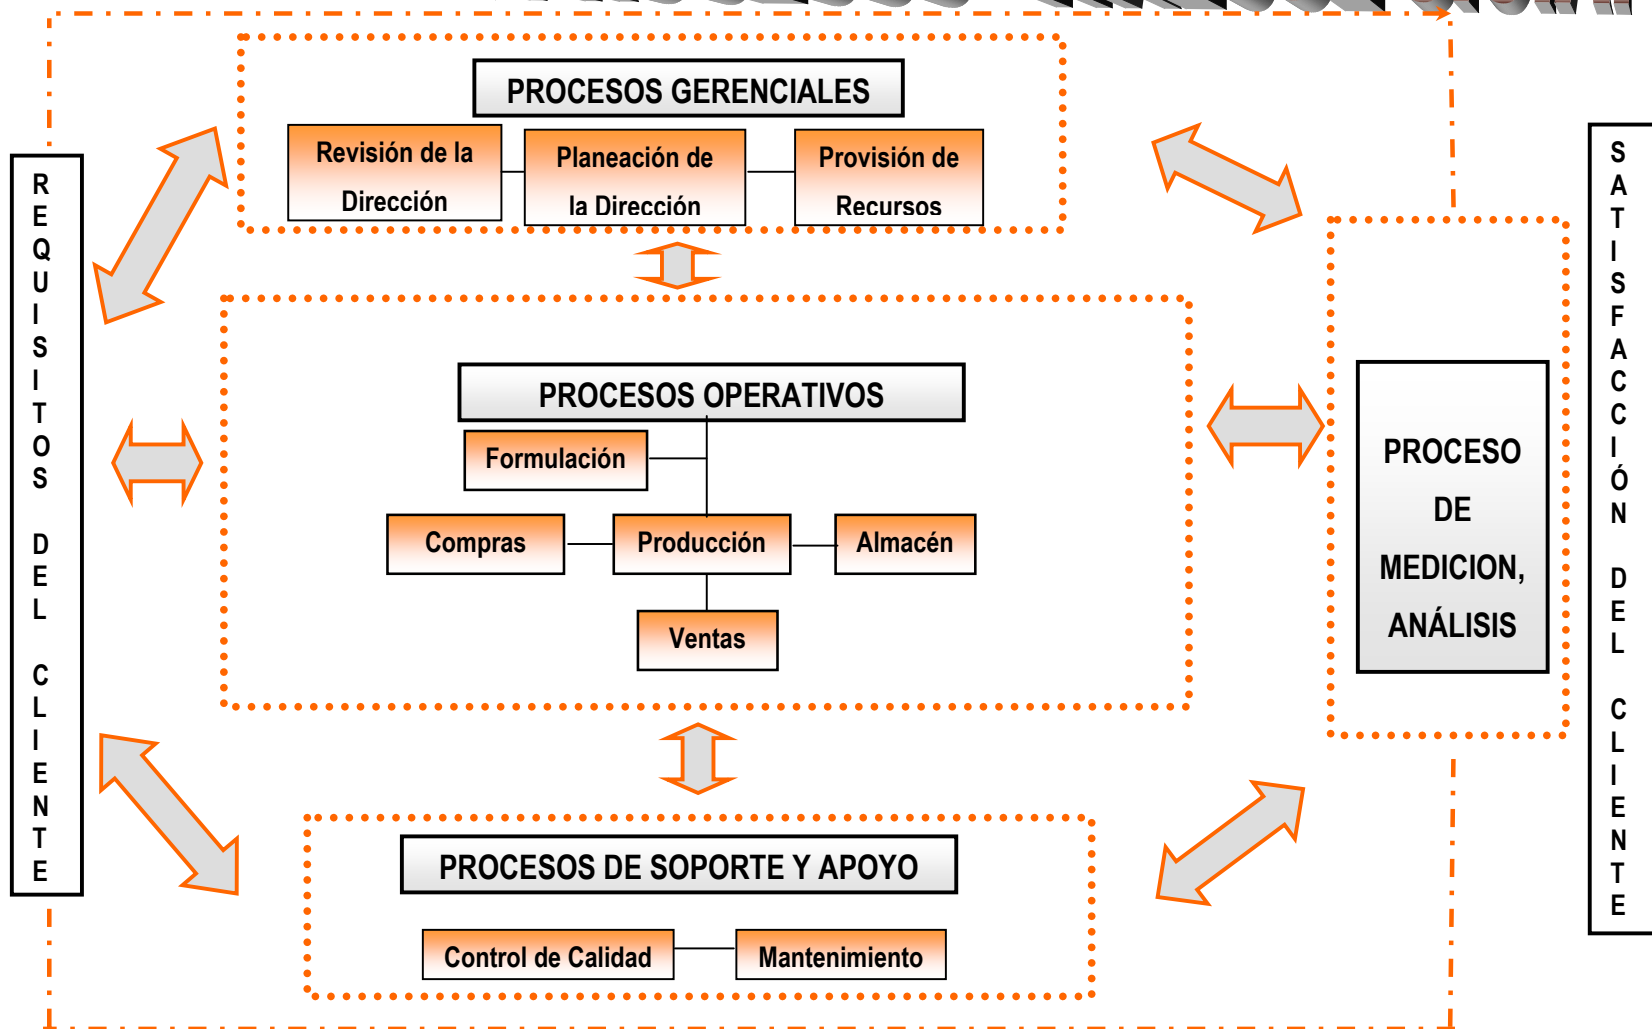 PROCESOS GERENCIALES
Revisión de la
Dirección
Planeación de
la Dirección
Provisión de
Recursos
REQUISITOS DEL CLIENTE
PROCESOS OPERATIVOS
Formulación
Compras
Producción
Almacén
Ventas
PROCESO
DE
MEDICION,
ANÁLISIS
SATISFACCIÓN DEL CLIENTE
PROCESOS DE SOPORTE Y APOYO
Control de Calidad
Mantenimiento